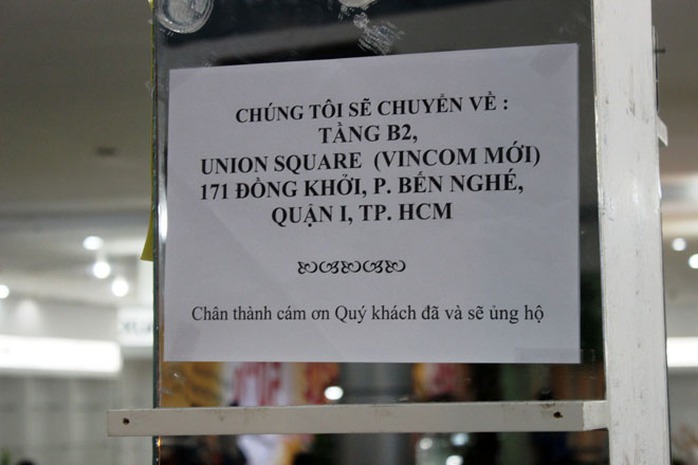 CHÚNG TÔI SẼ CHUYỂN VỀ :
TẦNG B2,
UNION SQUARE (VINCOM MỚI)
171 ĐỒNG KHỞI, P. BẾN NGHÉ,
QUẬN I, TP. HCM
Chân thành cám ơn Quý khách đã và sẽ ủng hộ